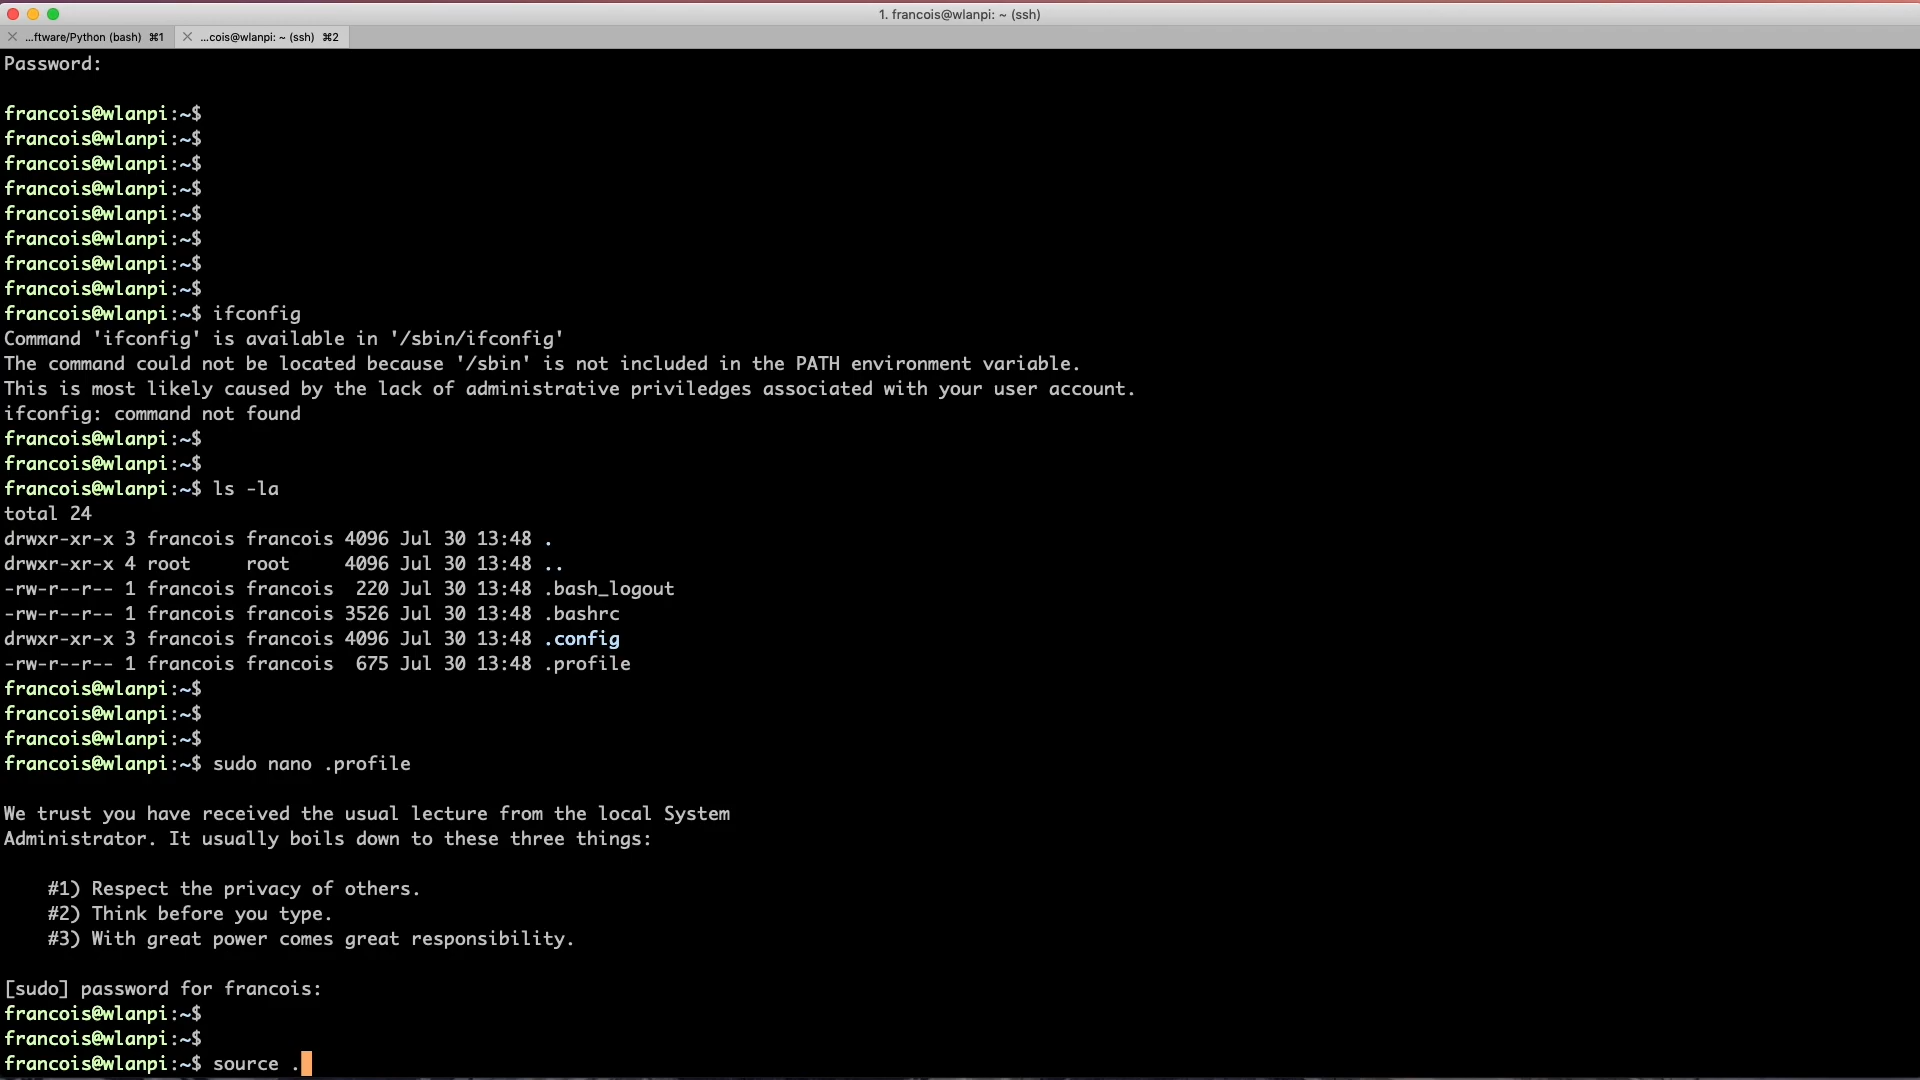 1. francois@wlanpi: ~ (ssh)
...ftware/Python (bash) ⌘1 ...cois@wlanpi: ~ (ssh) ⌘2
Password:
francois@wlanpi:~$
francois@wlanpi:~$
francois@wlanpi:~$
francois@wlanpi:~$
francois@wlanpi:~$
francois@wlanpi:~$
francois@wlanpi:~$
francois@wlanpi:~$
francois@wlanpi:~$ ifconfig
Command 'ifconfig' is available in '/sbin/ifconfig'
The command could not be located because '/sbin' is not included in the PATH environment variable.
This is most likely caused by the lack of administrative priviledges associated with your user account.
ifconfig: command not found
francois@wlanpi:~$
francois@wlanpi:~$
francois@wlanpi:~$ ls -la
total 24
drwxr-xr-x 3 francois francois 4096 Jul 30 13:48 .
drwxr-xr-x 4 root     root     4096 Jul 30 13:48 ..
-rw-r--r-- 1 francois francois  220 Jul 30 13:48 .bash_logout
-rw-r--r-- 1 francois francois 3526 Jul 30 13:48 .bashrc
drwxr-xr-x 3 francois francois 4096 Jul 30 13:48 .config
-rw-r--r-- 1 francois francois  675 Jul 30 13:48 .profile
francois@wlanpi:~$
francois@wlanpi:~$
francois@wlanpi:~$
francois@wlanpi:~$ sudo nano .profile
We trust you have received the usual lecture from the local System
Administrator. It usually boils down to these three things:
#1) Respect the privacy of others.
#2) Think before you type.
#3) With great power comes great responsibility.
[sudo] password for francois:
francois@wlanpi:~$
francois@wlanpi:~$
francois@wlanpi:~$ source .